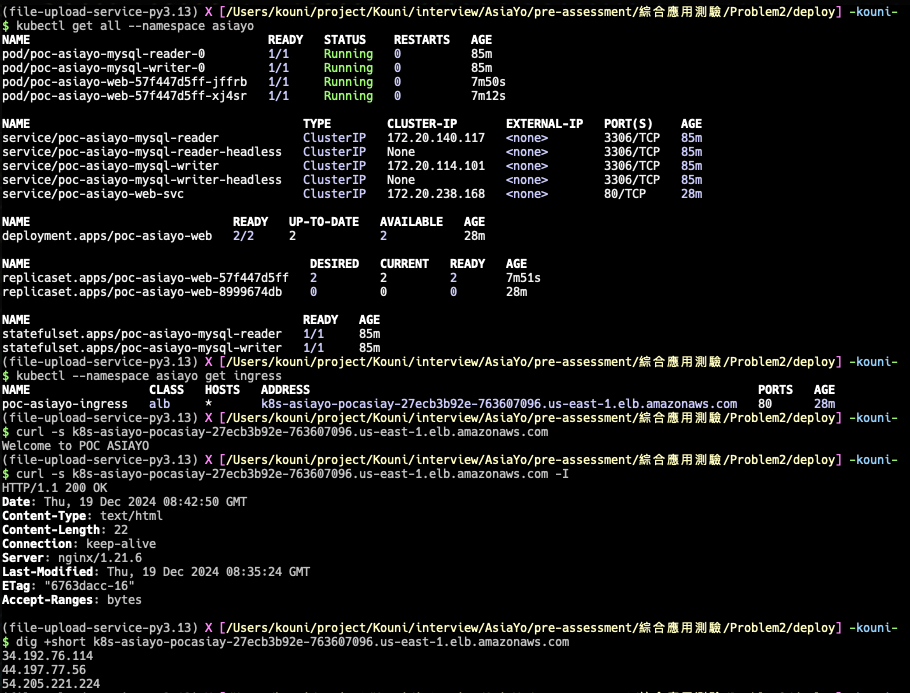 (file-upload-service-py3.13) X [/Users/kouni/project/Kouni/interview/AsiaYo/pre-assessment/綜合應用測驗/Problem2/deploy] -kouni-
$ kubectl get all --namespace asiayo
NAME READY STATUS RESTARTS AGE
pod/poc-asiayo-mysql-reader-0 1/1 Running 0 85m
pod/poc-asiayo-mysql-writer-0 1/1 Running 0 85m
pod/poc-asiayo-web-57f447d5ff-jffrb 1/1 Running 0 7m50s
pod/poc-asiayo-web-57f447d5ff-xj4sr 1/1 Running 0 7m12s
NAME TYPE CLUSTER-IP EXTERNAL-IP PORT(S) AGE
service/poc-asiayo-mysql-reader ClusterIP 172.20.140.117 <none> 3306/TCP 85m
service/poc-asiayo-mysql-reader-headless ClusterIP None <none> 3306/TCP 85m
service/poc-asiayo-mysql-writer ClusterIP 172.20.114.101 <none> 3306/TCP 85m
service/poc-asiayo-mysql-writer-headless ClusterIP None <none> 3306/TCP 85m
service/poc-asiayo-web-svc ClusterIP 172.20.238.168 <none> 80/TCP 28m
NAME READY UP-TO-DATE AVAILABLE AGE
deployment.apps/poc-asiayo-web 2/2 2 2 28m
NAME DESIRED CURRENT READY AGE
replicaset.apps/poc-asiayo-web-57f447d5ff 2 2 2 7m51s
replicaset.apps/poc-asiayo-web-8999674db 0 0 0 28m
NAME READY AGE
statefulset.apps/poc-asiayo-mysql-reader 1/1 85m
statefulset.apps/poc-asiayo-mysql-writer 1/1 85m
(file-upload-service-py3.13) X [/Users/kouni/project/Kouni/interview/AsiaYo/pre-assessment/綜合應用測驗/Problem2/deploy] -kouni-
$ kubectl --namespace asiayo get ingress
NAME CLASS HOSTS ADDRESS PORTS AGE
poc-asiayo-ingress alb * k8s-asiayo-pocasiay-27ecb3b92e-763607096.us-east-1.elb.amazonaws.com 80 28m
(file-upload-service-py3.13) X [/Users/kouni/project/Kouni/interview/AsiaYo/pre-assessment/綜合應用測驗/Problem2/deploy] -kouni-
$ curl -s k8s-asiayo-pocasiay-27ecb3b92e-763607096.us-east-1.elb.amazonaws.com
Welcome to POC ASIAYO
(file-upload-service-py3.13) X [/Users/kouni/project/Kouni/interview/AsiaYo/pre-assessment/綜合應用測驗/Problem2/deploy] -kouni-
$ curl -s k8s-asiayo-pocasiay-27ecb3b92e-763607096.us-east-1.elb.amazonaws.com -I
HTTP/1.1 200 OK
Date: Thu, 19 Dec 2024 08:42:50 GMT
Content-Type: text/html
Content-Length: 22
Connection: keep-alive
Server: nginx/1.21.6
Last-Modified: Thu, 19 Dec 2024 08:35:24 GMT
ETag: "6763dacc-16"
Accept-Ranges: bytes
(file-upload-service-py3.13) X [/Users/kouni/project/Kouni/interview/AsiaYo/pre-assessment/綜合應用測驗/Problem2/deploy] -kouni-
$ dig +short k8s-asiayo-pocasiay-27ecb3b92e-763607096.us-east-1.elb.amazonaws.com
34.192.76.114
44.197.77.56
54.205.221.224